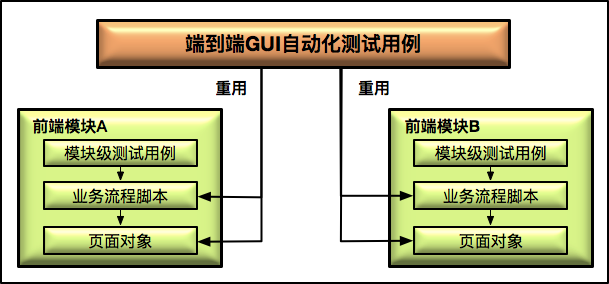 端到端GUI自动化测试用例
重用
重用
前端模块A
模块级测试用例
业务流程脚本
页面对象
前端模块B
模块级测试用例
业务流程脚本
页面对象